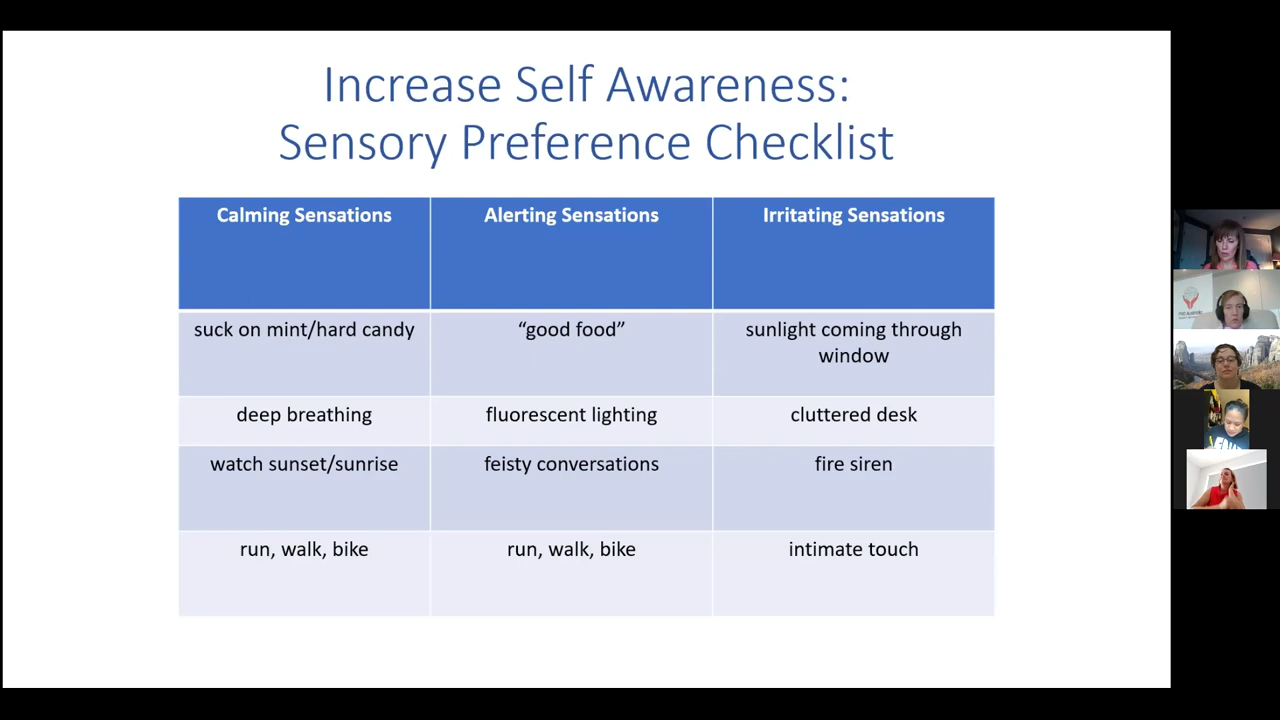 Increase Self Awareness:
Sensory Preference Checklist
Calming Sensations
Alerting Sensations
Irritating Sensations
suck on mint/hard candy
“good food”
sunlight coming through
window
deep breathing
fluorescent lighting
cluttered desk
watch sunset/sunrise
feisty conversations
fire siren
run, walk, bike
run, walk, bike
intimate touch